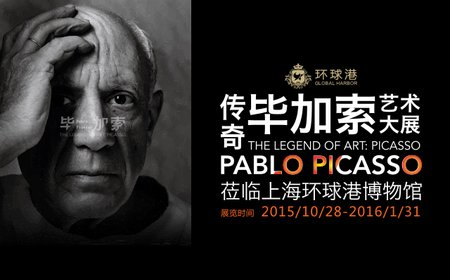 环球港
GLOBAL HARBOR
传奇 毕加索 艺术大展
THE LEGEND OF ART: PICASSO
PABLO PICASSO
莅临上海环球港博物馆
展览时间 2015/10/28-2016/1/31
毕加索